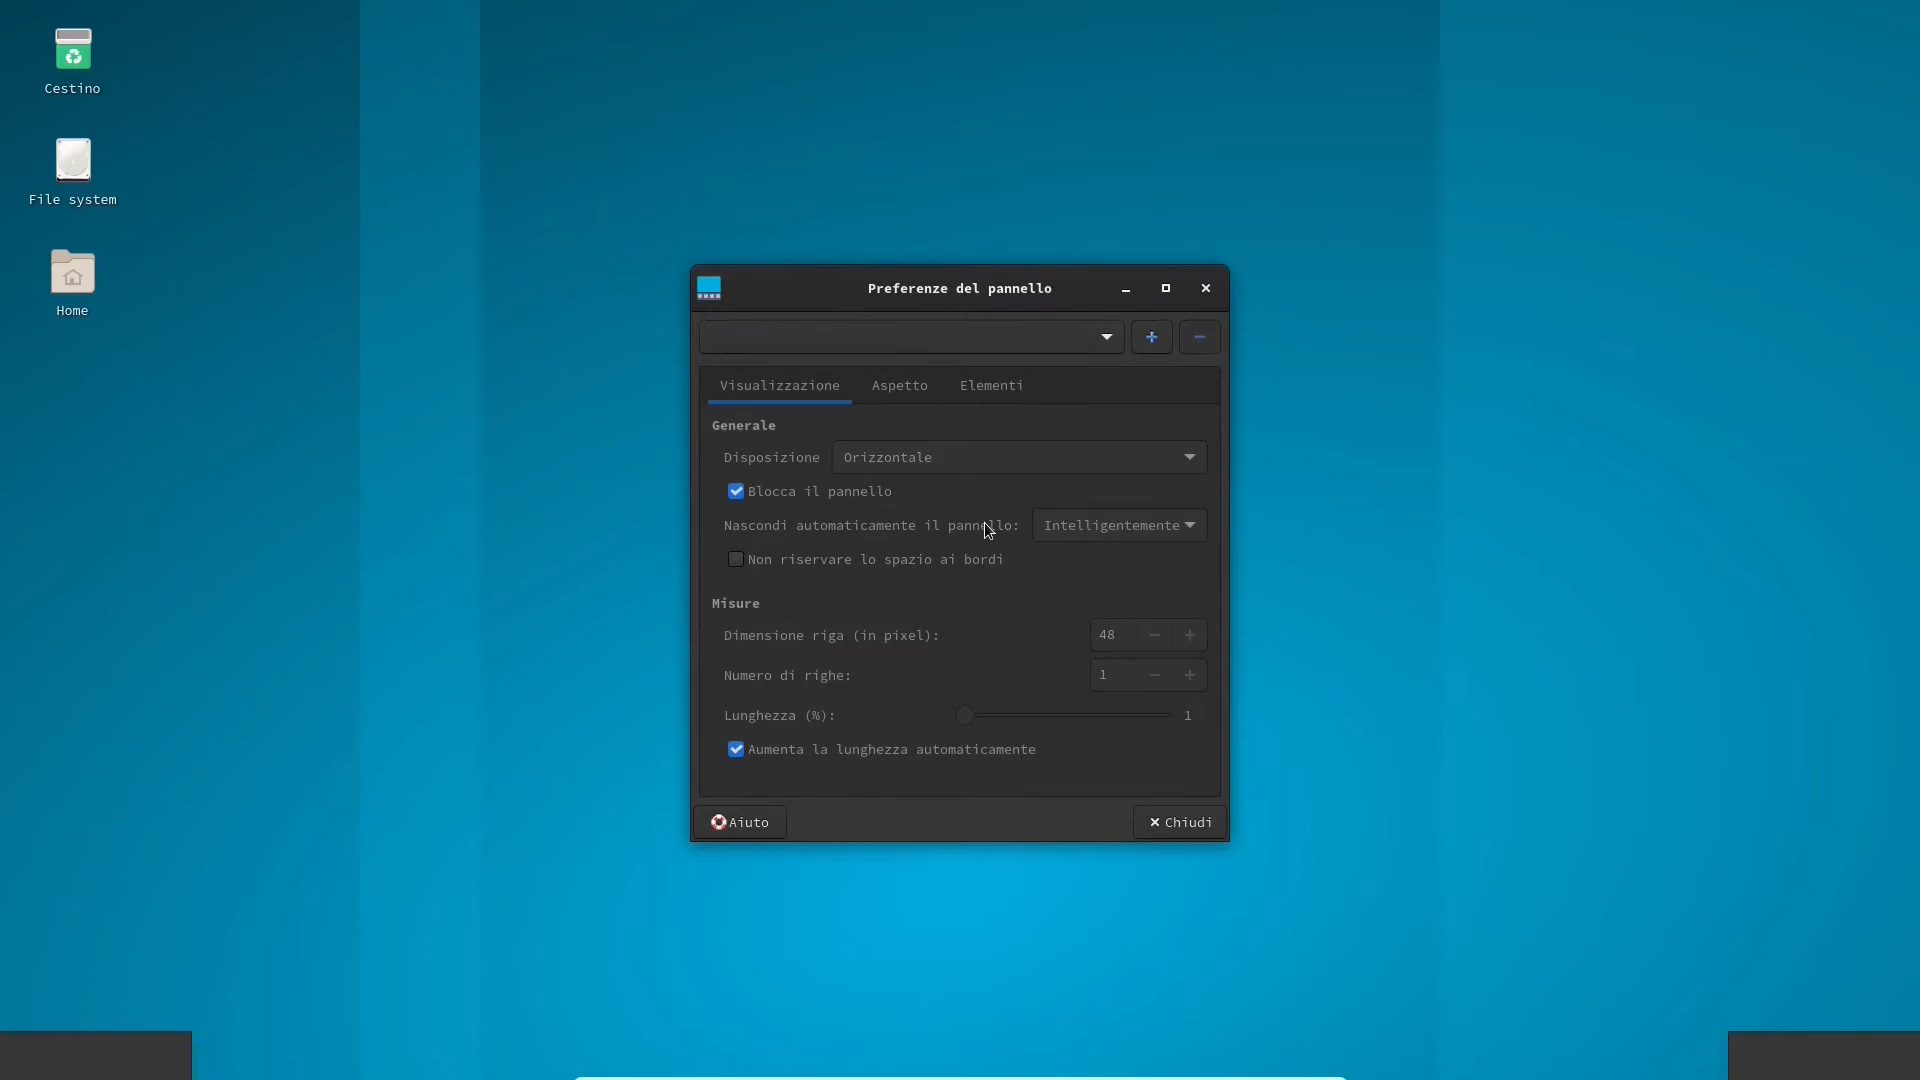 Cestino
File system
Home
Preferenze del pannello
Visualizzazione Aspetto Elementi
Generale
Disposizione Orizzontale
Blocca il pannello
Nascondi automaticamente il pannello: Intelligentemente
Non riservare lo spazio ai bordi
Misure
Dimensione riga (in pixel): 48
Numero di righe: 1
Lunghezza (%): 1
Aumenta la lunghezza automaticamente
Aiuto Chiudi